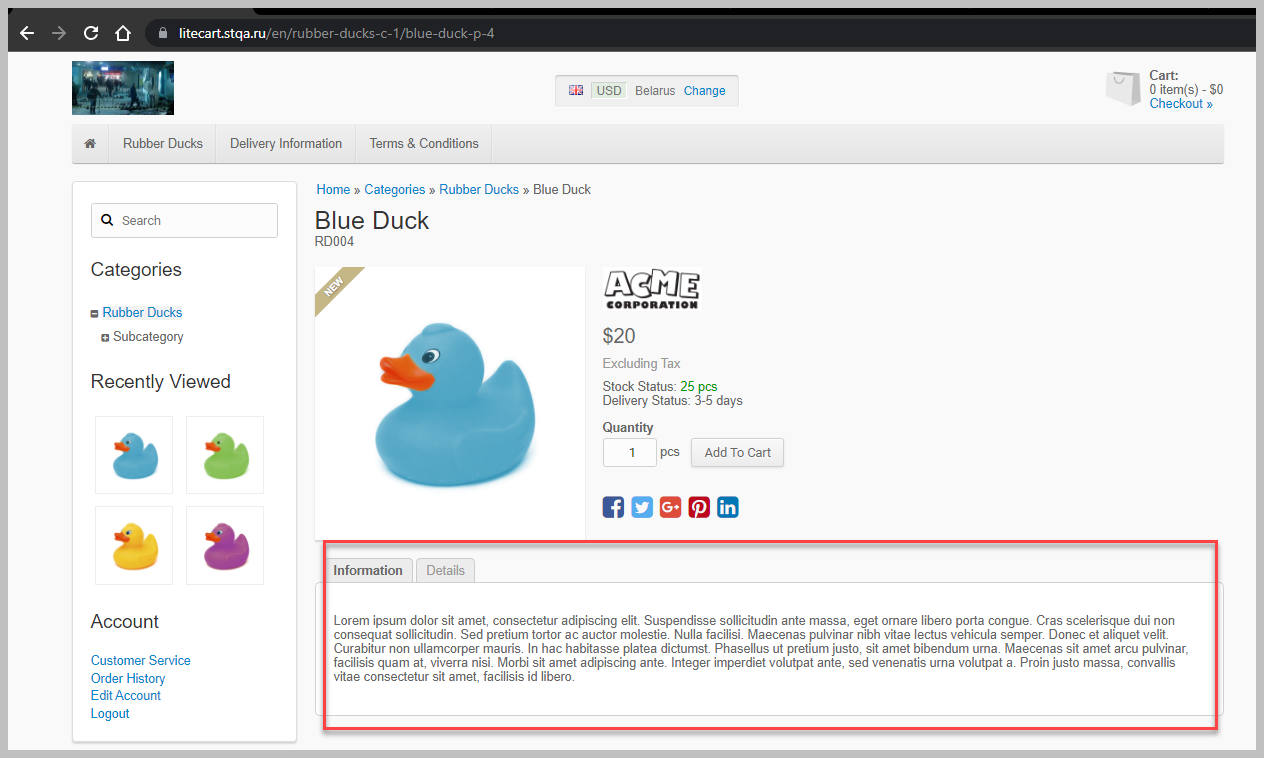 litecart.stqa.ru/en/rubber-ducks-c-1/blue-duck-p-4
USD Belarus Change
Cart:
0 item(s) - $0
Checkout »
Rubber Ducks Delivery Information Terms & Conditions
Search
Categories
Rubber Ducks
Subcategory
Recently Viewed
Account
Customer Service
Order History
Edit Account
Logout
Home » Categories » Rubber Ducks » Blue Duck
Blue Duck
RD004
NEW
ACME
CORPORATION
$20
Excluding Tax
Stock Status: 25 pcs
Delivery Status: 3-5 days
Quantity
1 pcs Add To Cart
Information Details
Lorem ipsum dolor sit amet, consectetur adipiscing elit. Suspendisse sollicitudin ante massa, eget ornare libero porta congue. Cras scelerisque dui non
consequat sollicitudin. Sed pretium tortor ac auctor molestie. Nulla facilisi. Maecenas pulvinar nibh vitae lectus vehicula semper. Donec et aliquet velit.
Curabitur non ullamcorper mauris. In hac habitasse platea dictumst. Phasellus ut pretium justo, sit amet bibendum urna. Maecenas sit amet arcu pulvinar,
facilisis quam at, viverra nisi. Morbi sit amet adipiscing ante. Integer imperdiet volutpat ante, sed venenatis urna volutpat a. Proin justo massa, convallis
vitae consectetur sit amet, facilisis id libero.